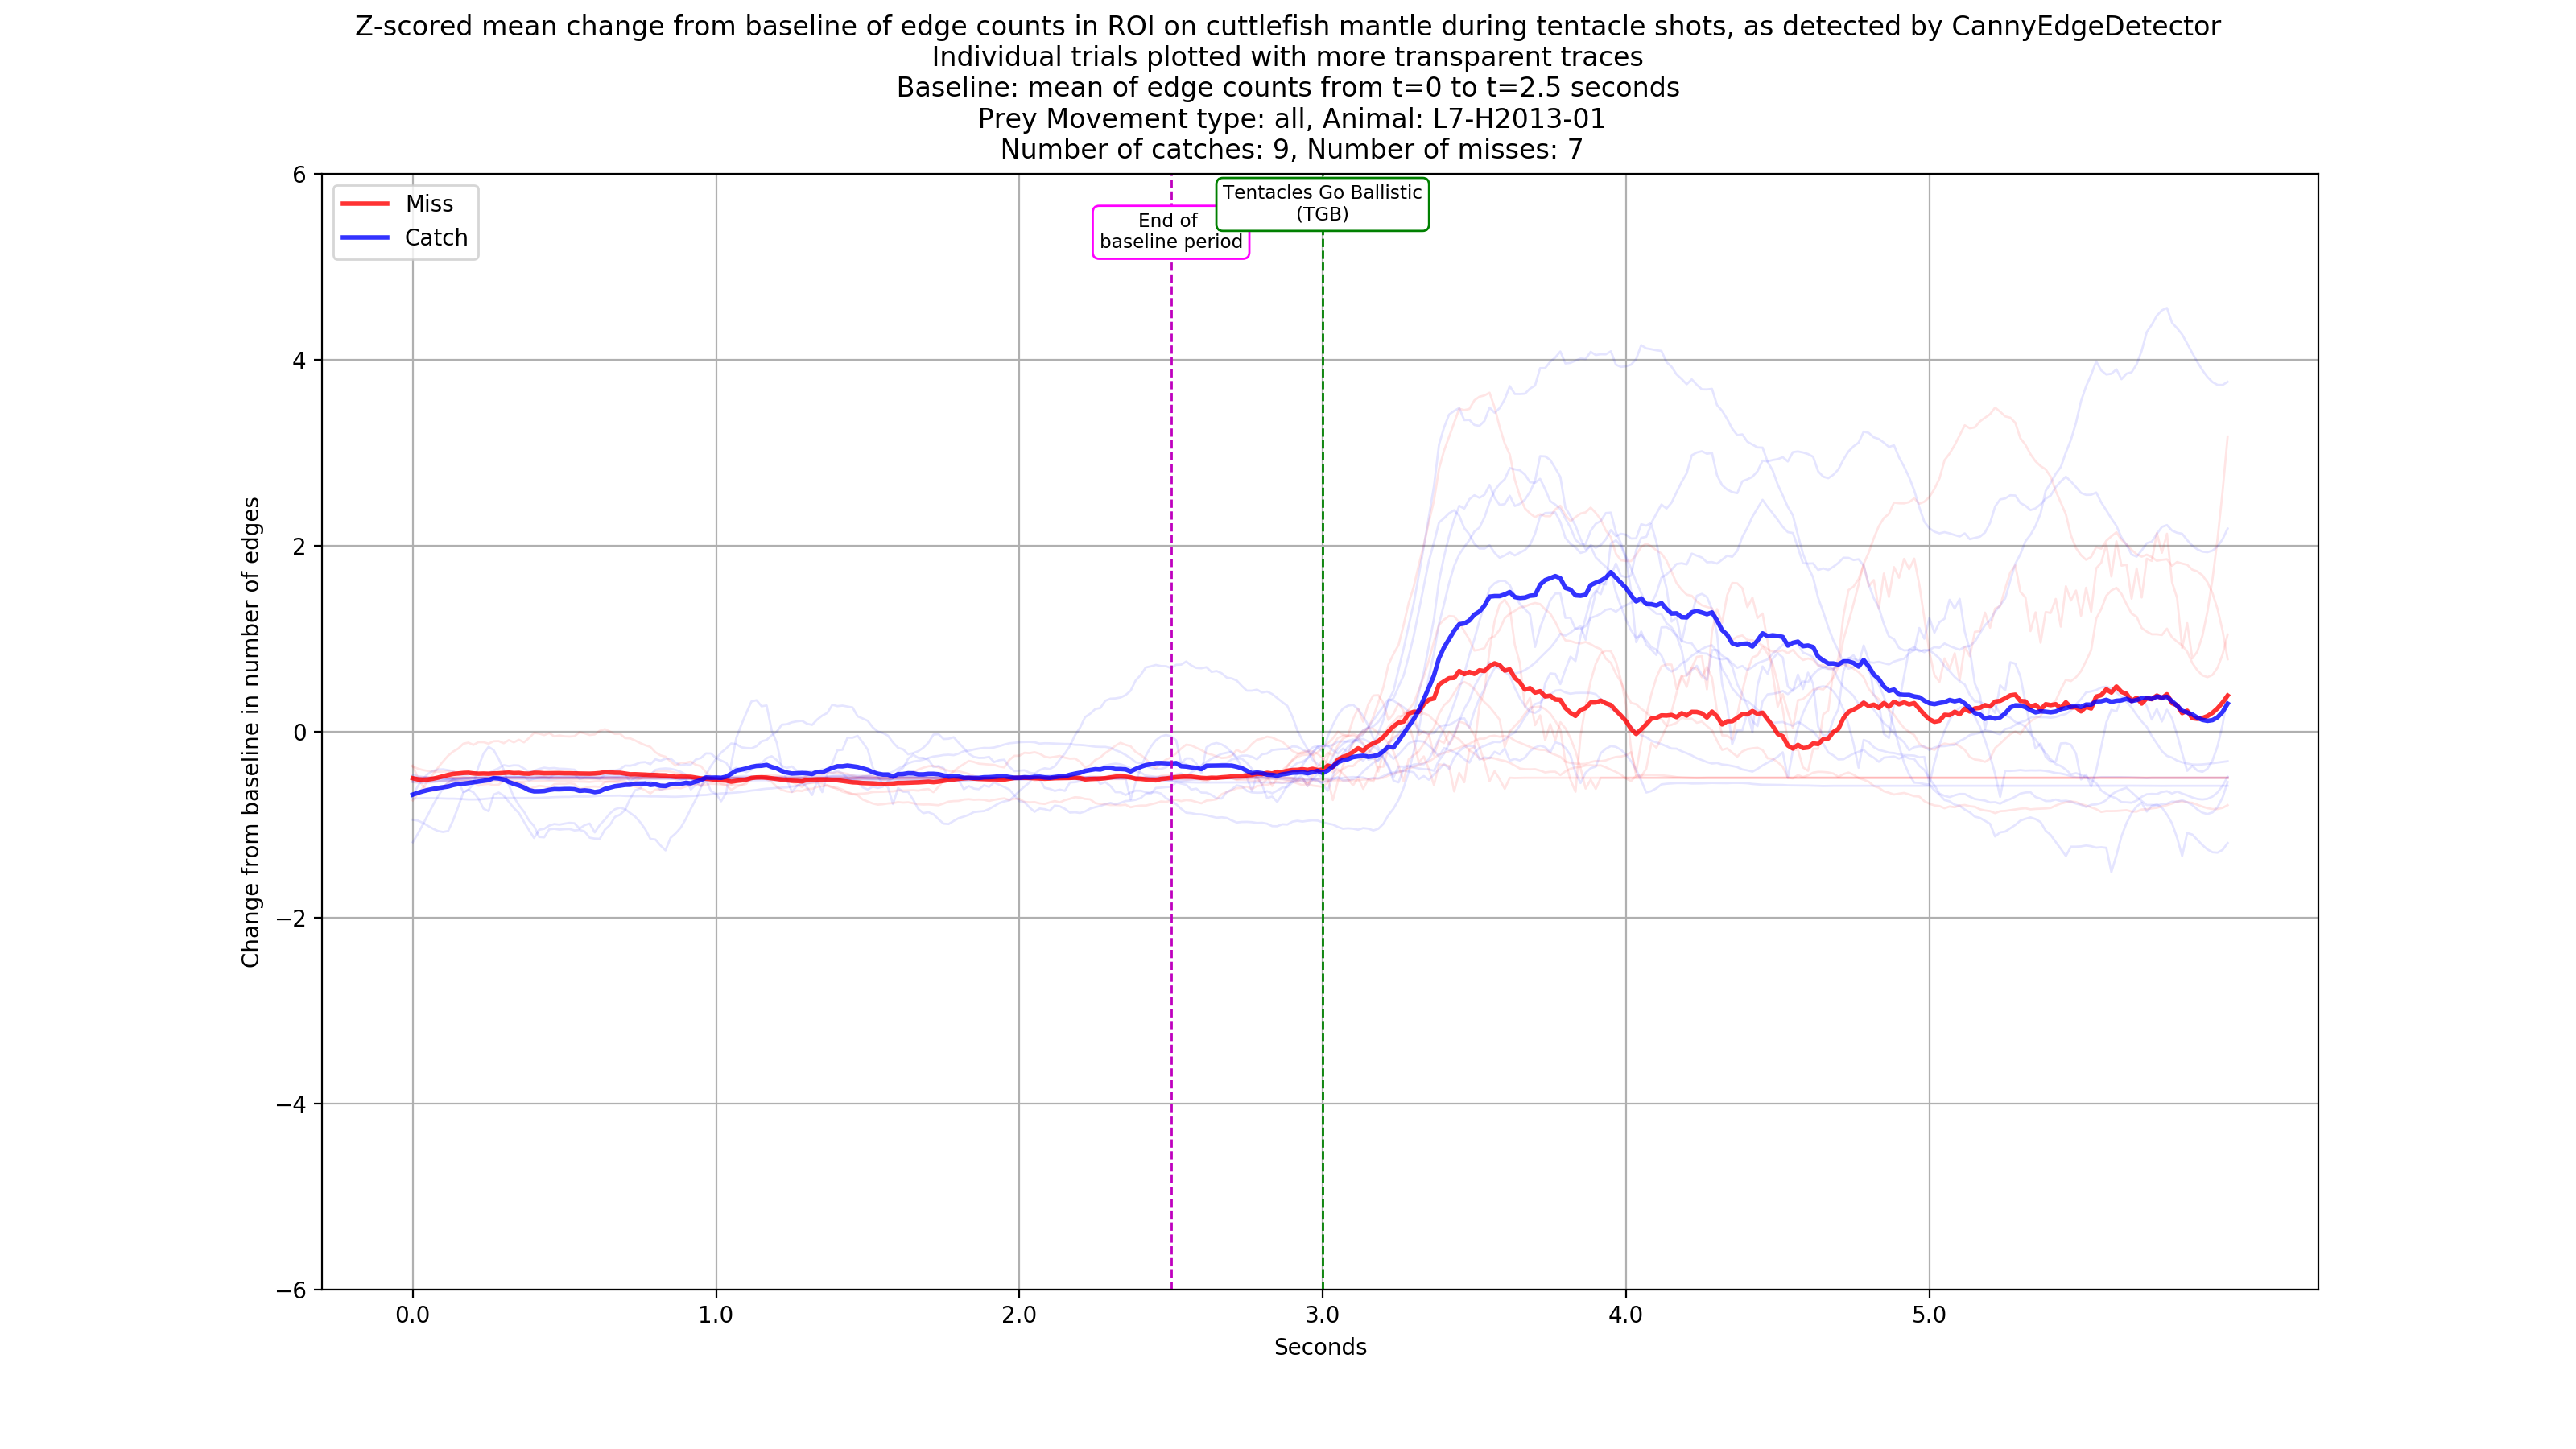 Z-scored mean change from baseline of edge counts in ROI on cuttlefish mantle during tentacle shots, as detected by CannyEdgeDetector
Individual trials plotted with more transparent traces
Baseline: mean of edge counts from t=0 to t=2.5 seconds
Prey Movement type: all, Animal: L7-H2013-01
Number of catches: 9, Number of misses: 7
Miss
Catch
End of
baseline period
Tentacles Go Ballistic
(TGB)
Change from baseline in number of edges
6
4
2
0
−2
−4
−6
0.0
1.0
2.0
3.0
4.0
5.0
Seconds